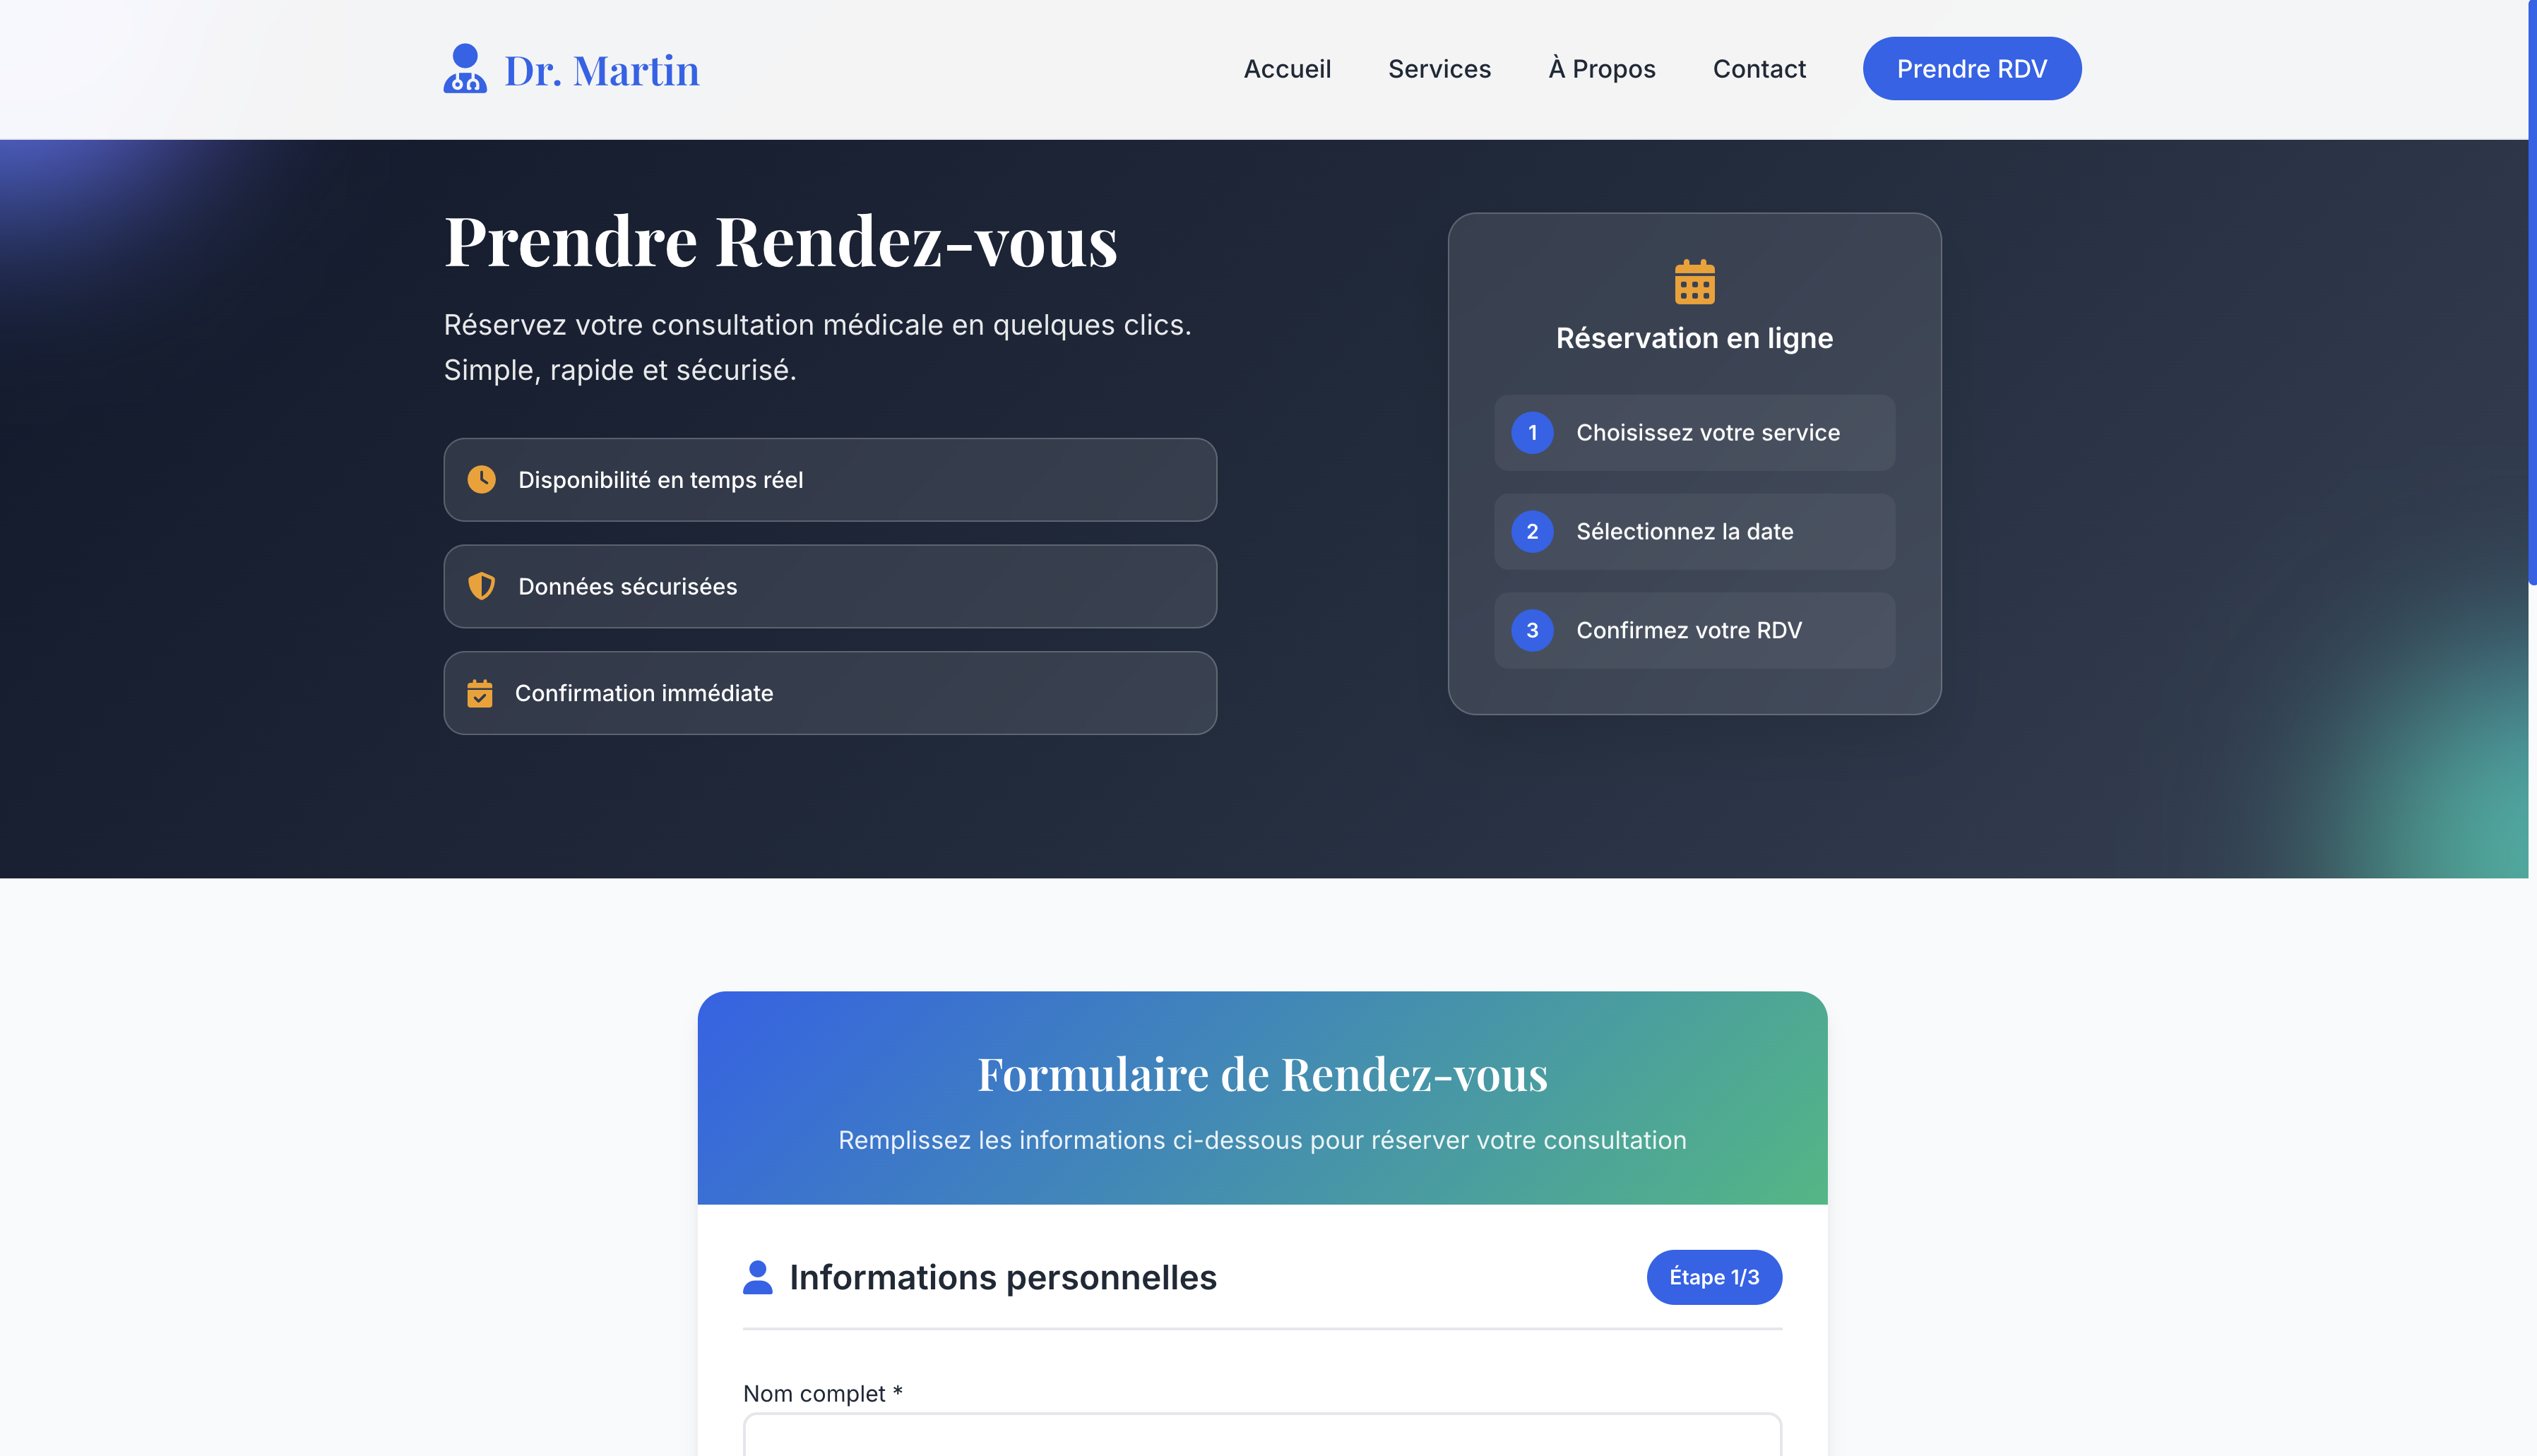 Dr. Martin
Accueil
Services
À Propos
Contact
Prendre RDV
Prendre Rendez-vous
Réservez votre consultation médicale en quelques clics.
Simple, rapide et sécurisé.
Disponibilité en temps réel
Données sécurisées
Confirmation immédiate
Réservation en ligne
1 Choisissez votre service
2 Sélectionnez la date
3 Confirmez votre RDV
Formulaire de Rendez-vous
Remplissez les informations ci-dessous pour réserver votre consultation
Informations personnelles
Étape 1/3
Nom complet *